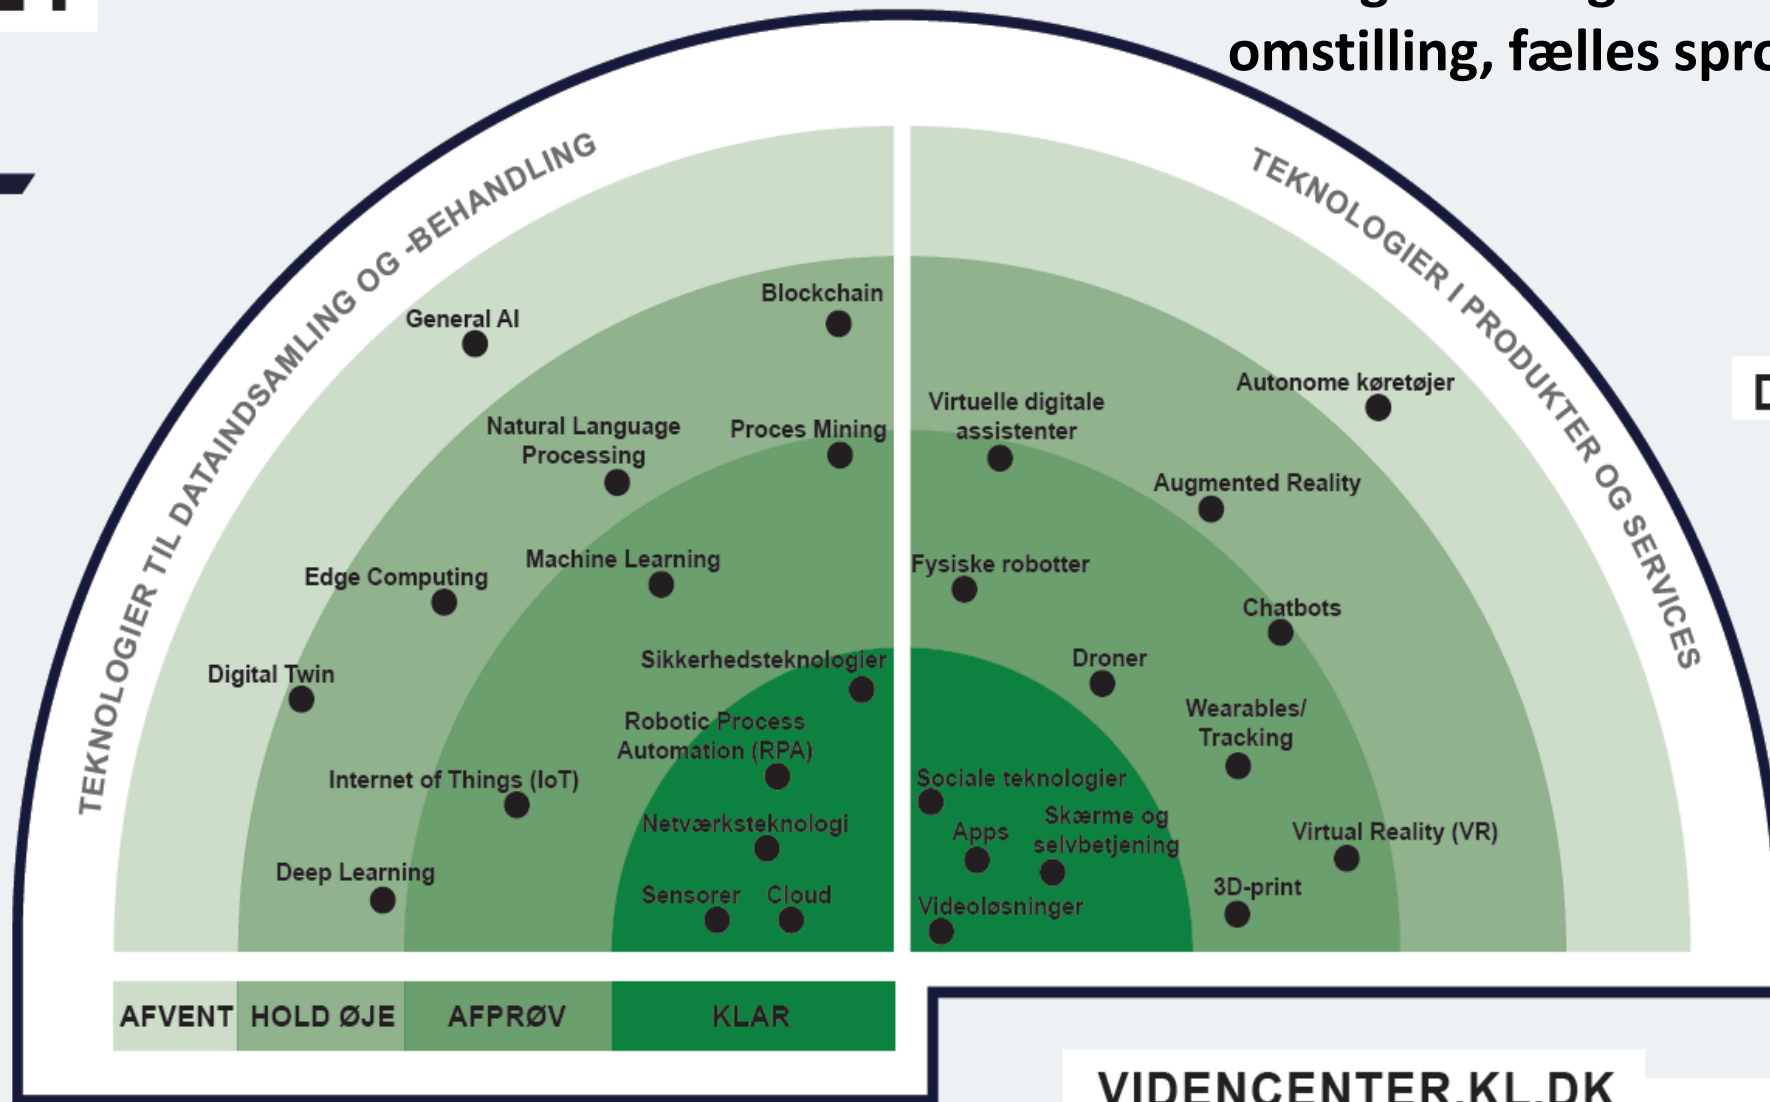 omstilling, fælles spro
TEKNOLOGIER TIL DATAINDSAMLING OG -BEHANDLING
TEKNOLOGIER I PRODUKTER OG SERVICES
General AI
Blockchain
Natural Language
Processing
Proces Mining
Edge Computing
Machine Learning
Digital Twin
Sikkerhedsteknologier
Robotic Process
Automation (RPA)
Internet of Things (IoT)
Netværksteknologi
Deep Learning
Sensorer
Cloud
Autonome køretøjer
Virtuelle digitale
assistenter
Augmented Reality
Fysiske robotter
Chatbots
Droner
Wearables/
Tracking
Sociale teknologier
Skærme og
selvbetjening
Apps
Virtual Reality (VR)
3D-print
Videoløsninger
AFVENT
HOLD ØJE
AFPRØV
KLAR
VIDENCENTER.KL.DK